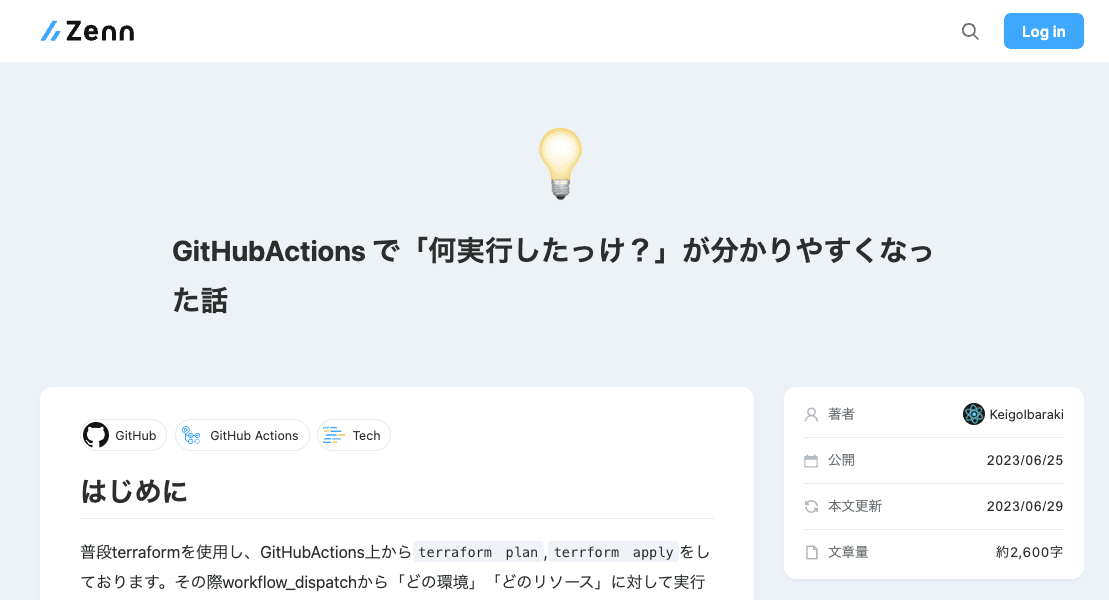 Zenn
Log in
GitHubActions で「何実行したっけ？」が分かりやすくなっ
た話
GitHub
GitHub Actions
Tech
はじめに
普段terraformを使用し、GitHubActions上から terraform plan , terrform apply をし
ております。その際workflow_dispatchから「どの環境」「どのリソース」に対して実行
著者 KeigoIbaraki
公開 2023/06/25
本文更新 2023/06/29
文章量 約2,600字